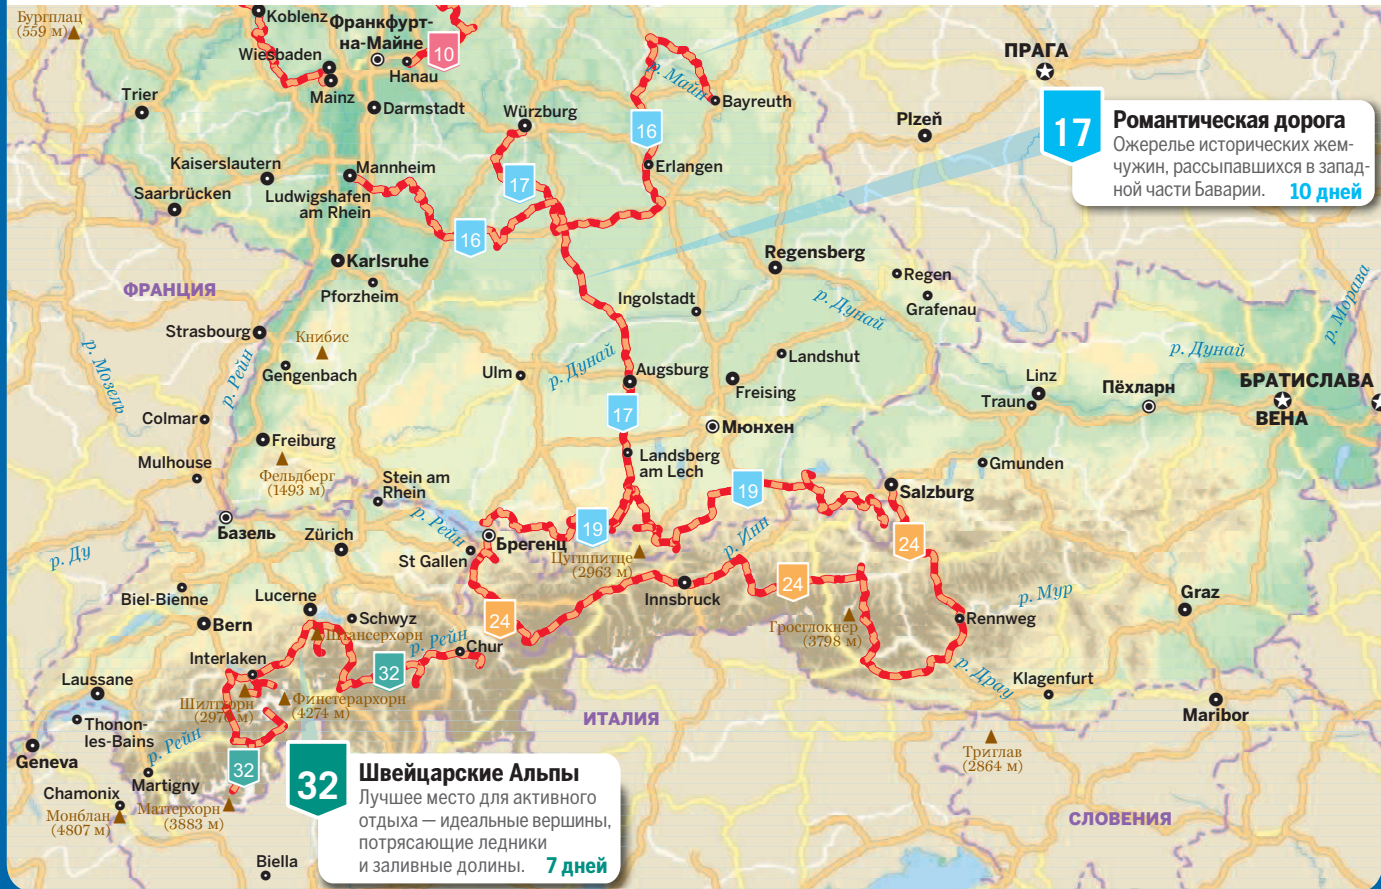 Бургплац
(559 м)
Koblenz
Франкфурт-
на-Майне
Wiesbaden
10
Hanau
Mainz
Trier
Darmstadt
р. Майн
Bayreuth
ПРАГА
Würzburg
16
Plzeň
17
Романтическая дорога
Ожерелье исторических жем-
чужин, рассыпавшихся в запад-
ной части Баварии.
10 дней
Kaiserslautern
Mannheim
Erlangen
Saarbrücken
Ludwigshafen
am Rhein
17
16
Karlsruhe
Regensberg
Regen
ФРАНЦИЯ
Pforzheim
Ingolstadt
р. Дунай
Grafenau
р. Морава
Strasbourg
Книбис
р. Мозель
р. Рейн
Gengenbach
Ulm
р. Дунай
Augsburg
Landshut
Freising
р. Дунай
Linz
Traun
Пёхларн
БРАТИСЛАВА
ВЕНА
Colmar
17
Мюнхен
Freiburg
Mulhouse
Фельдберг
(1493 м)
Landsberg
am Lech
Gmunden
Stein am
Rhein
19
Salzburg
Базель
Zürich
р. Рейн
Брегенц
19
р. Инн
24
р. Ду
St Gallen
Цугшпитце
(2963 м)
Biel-Bienne
Lucerne
Schwyz
Innsbruck
24
р. Мур
Graz
Bern
Штансерхорн
р. Рейн
24
Гросглокнер
(3798 м)
Rennweg
Interlaken
Chur
32
р. Драу
Klagenfurt
Lausanne
Шилтхорн
(2970 м)
Финстерархорн
(4274 м)
ИТАЛИЯ
Maribor
Thonon-
les-Bains
р. Рейн
Geneva
32
Триглав
(2864 м)
Martigny
Chamonix
Монблан
(4807 м)
Маттерхорн
(3883 м)
32
Швейцарские Альпы
Лучшее место для активного
отдыха — идеальные вершины,
потрясающие ледники
и заливные долины.
7 дней
СЛОВЕНИЯ
Biella